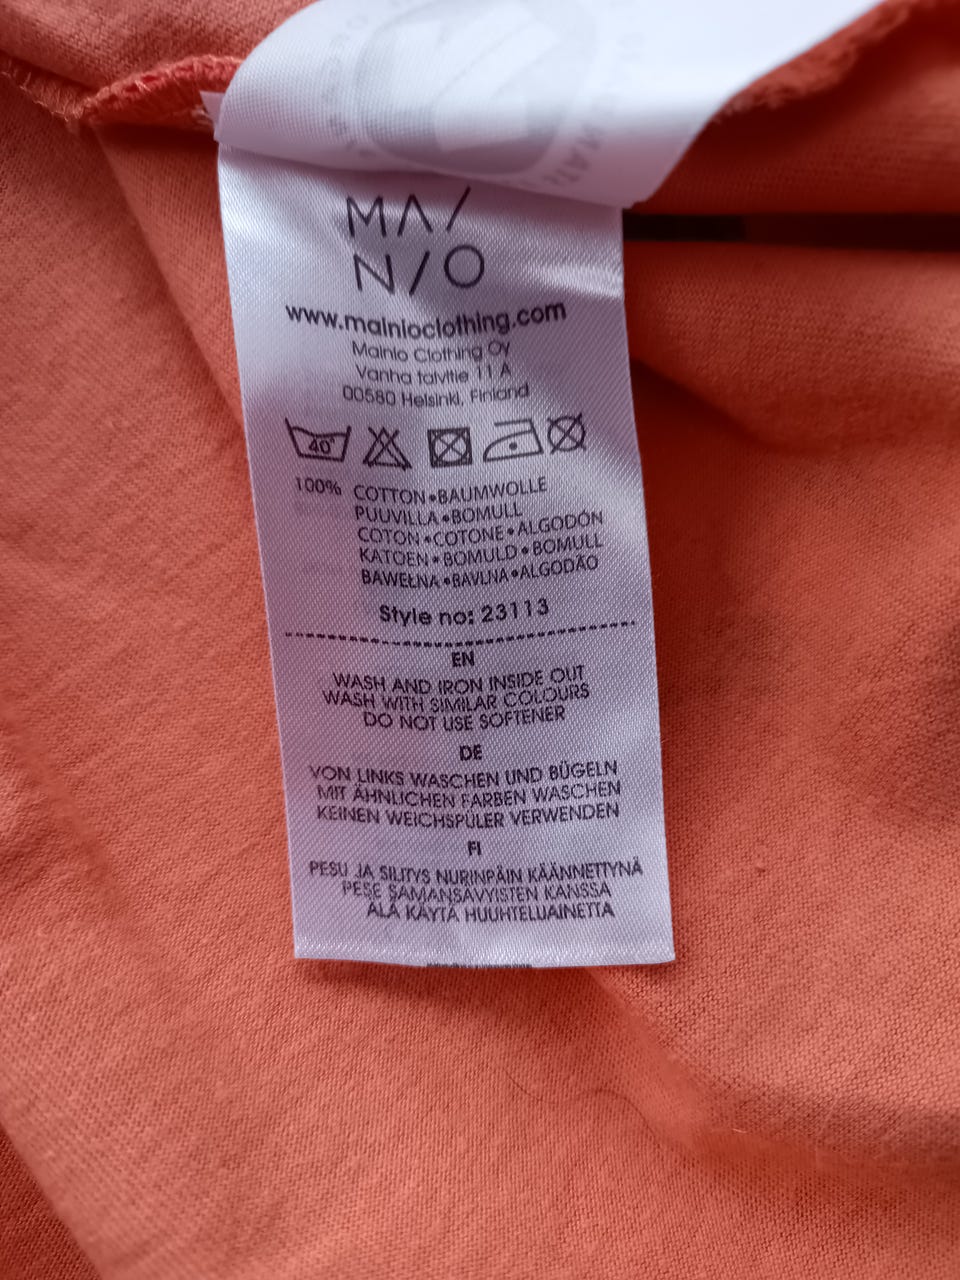 MA/
N/O
www.mainioclothing.com
Mainio Clothing Oy
Vanha talvitie 11 A
00580 Helsinki, Finland
40°
100% COTTON•BAUMWOLLE
PUUVILLA•BOMULL
COTON•COTONE•ALGODÓN
KATOEN•BOMULD•BOMULL
BAWEŁNA•BAVLNA•ALGODÃO
Style no: 23113
EN
WASH AND IRON INSIDE OUT
WASH WITH SIMILAR COLOURS
DO NOT USE SOFTENER
DE
VON LINKS WASCHEN UND BÜGELN
MIT ÄHNLICHEN FARBEN WASCHEN
KEINEN WEICHSPÜLER VERWENDEN
FI
PESU JA SILITYS NURINPÄIN KÄÄNNETTYNÄ
PESE SAMANSÄVYISTEN KANSSA
ÄLÄ KÄYTÄ HUUHTELUAINETTA